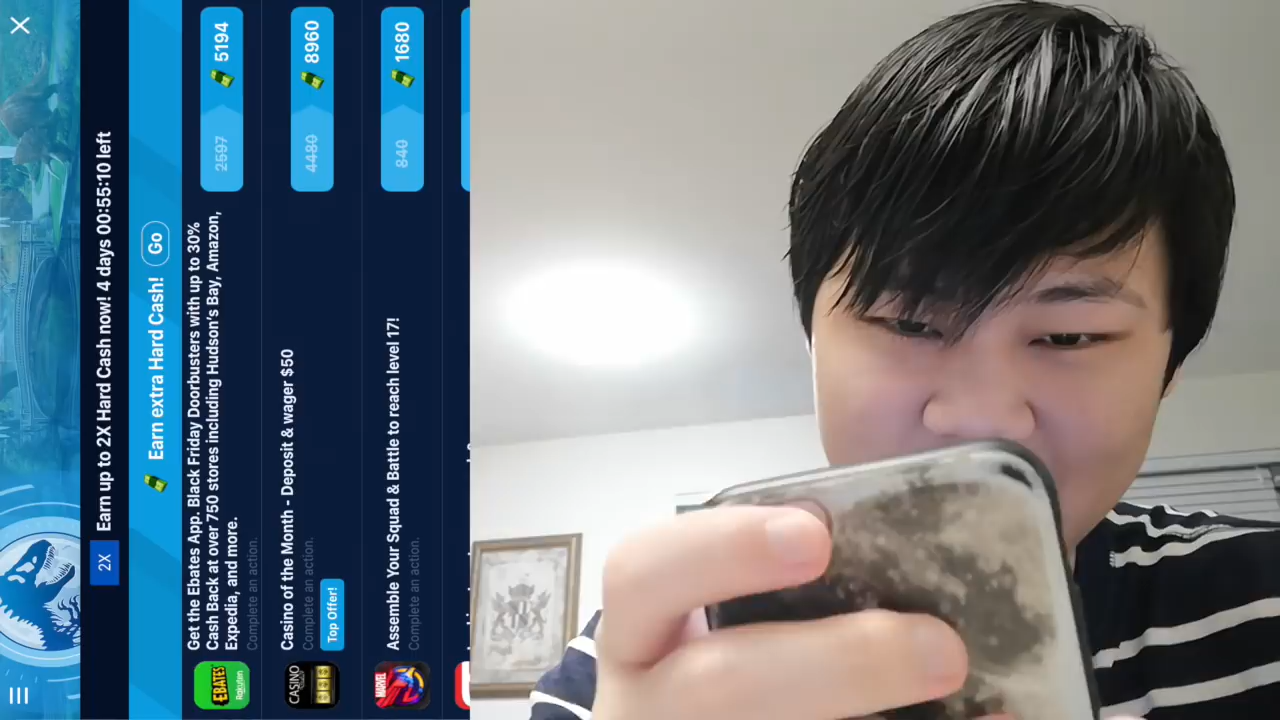 2X Earn up to 2X Hard Cash now! 4 days 00:55:10 left
Earn extra Hard Cash! Go
EBATES
Rakuten
Get the Ebates App. Black Friday Doorbusters with up to 30%
Cash Back at over 750 stores including Hudson's Bay, Amazon,
Expedia, and more.
Complete an action.
2597 5194
CASINO
Casino of the Month - Deposit & wager $50
Complete an action.
Top Offer!
4480 8960
MARVEL
Assemble Your Squad & Battle to reach level 17!
Complete an action.
840 1680